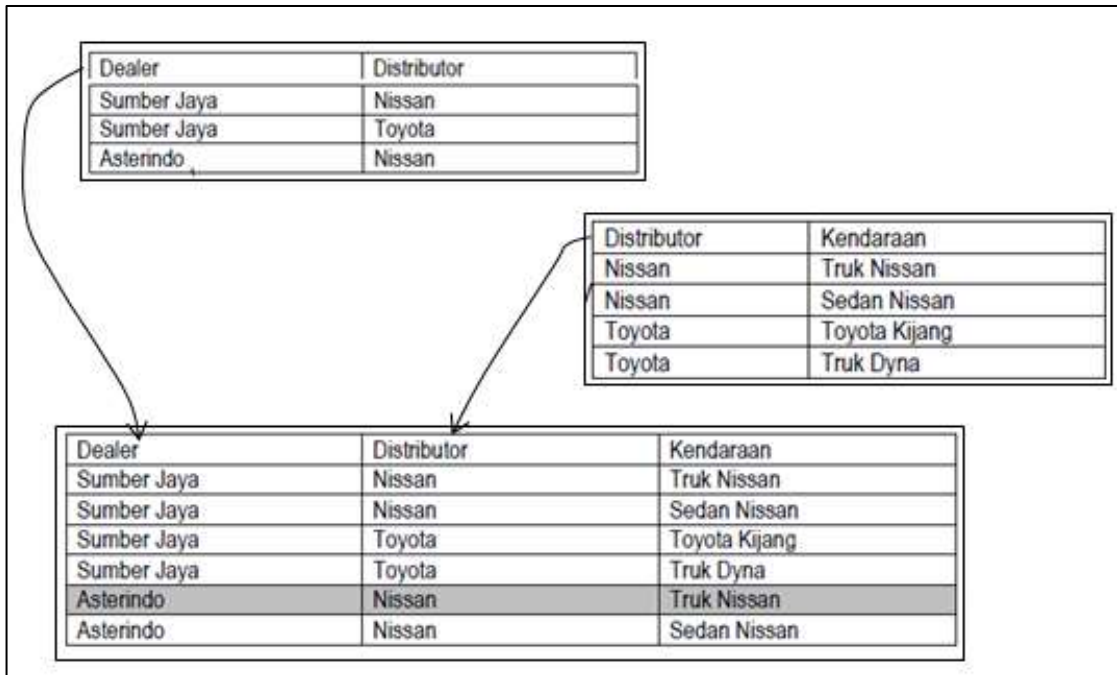 Dealer Distributor
Sumber Jaya Nissan
Sumber Jaya Toyota
Asterindo Nissan
Distributor Kendaraan
Nissan Truk Nissan
Nissan Sedan Nissan
Toyota Toyota Kijang
Toyota Truk Dyna
Dealer Distributor Kendaraan
Sumber Jaya Nissan Truk Nissan
Sumber Jaya Nissan Sedan Nissan
Sumber Jaya Toyota Toyota Kijang
Sumber Jaya Toyota Truk Dyna
Asterindo Nissan Truk Nissan
Asterindo Nissan Sedan Nissan